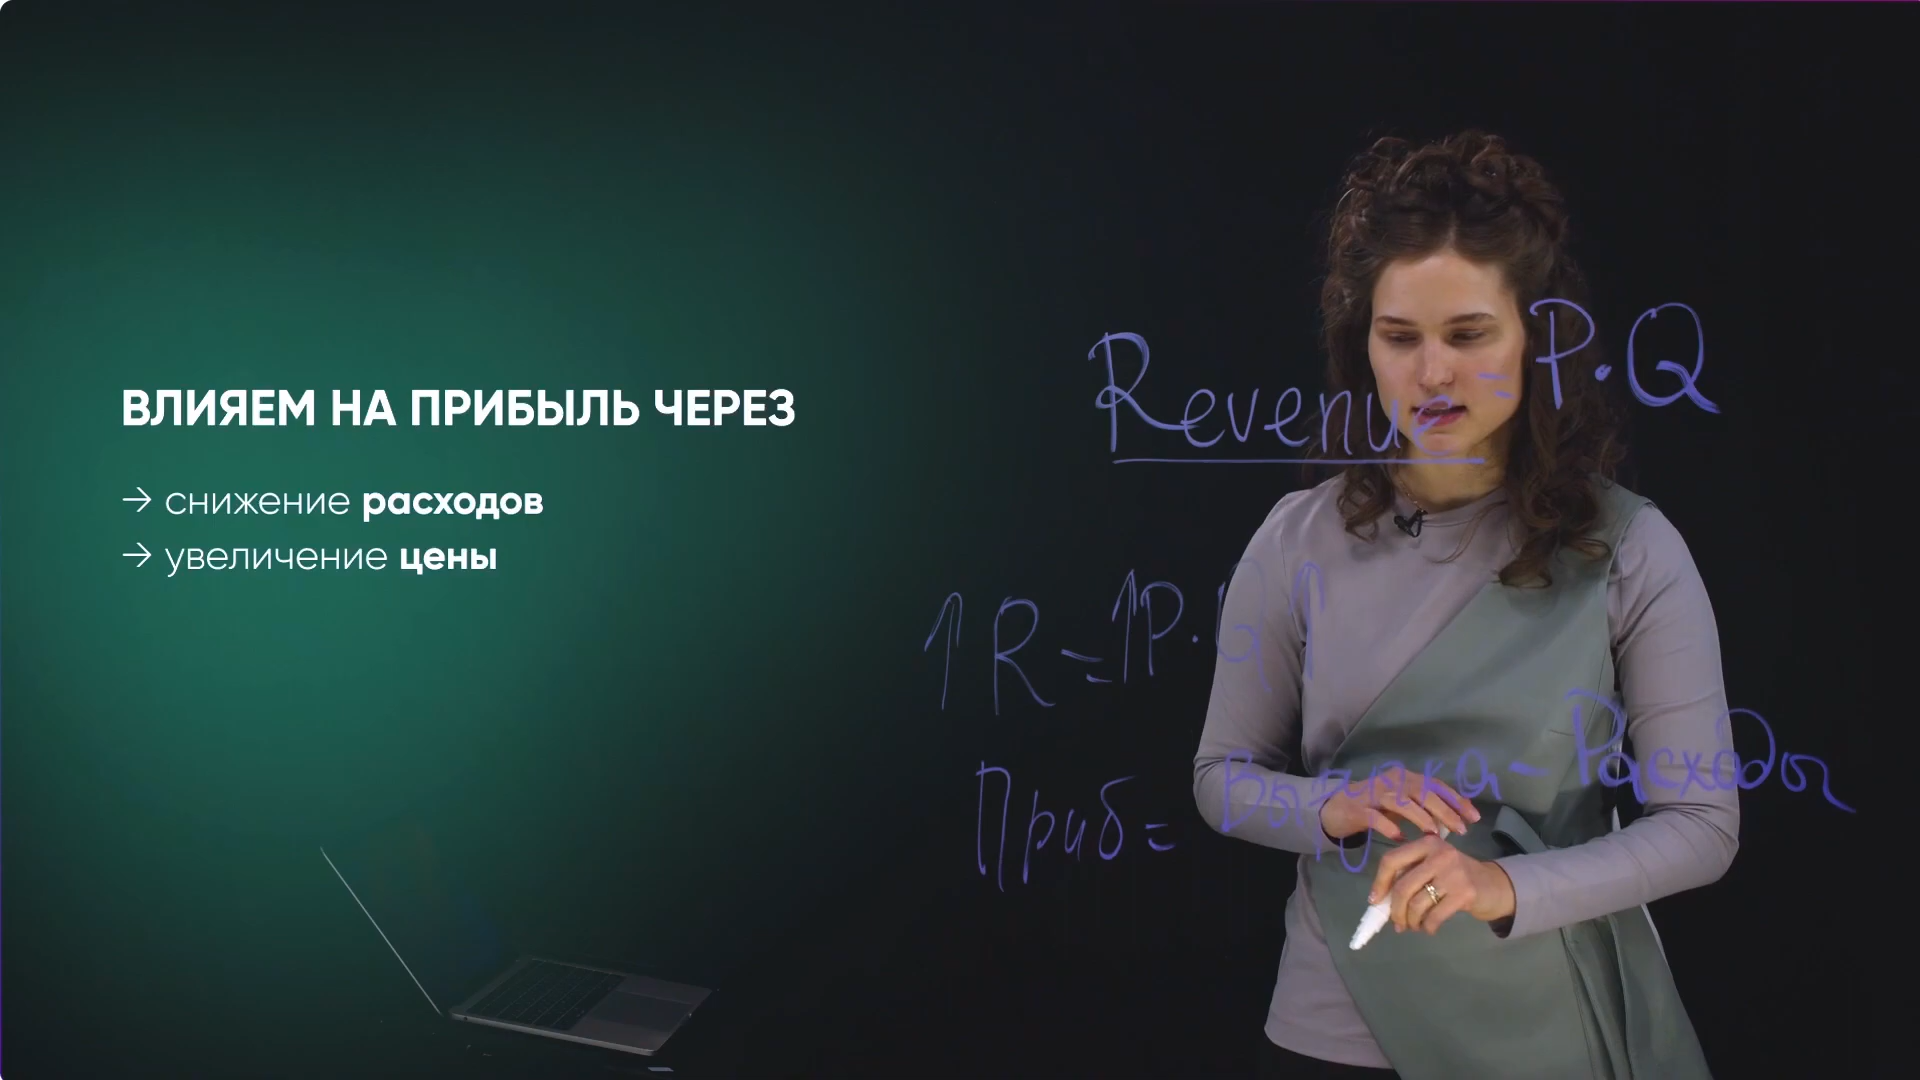 ВЛИЯЕМ НА ПРИБЫЛЬ ЧЕРЕЗ
→ снижение расходов
→ увеличение цены
Revenue = P·Q
↑R = ↑P·Q↑
Приб = Выручка - Расходы